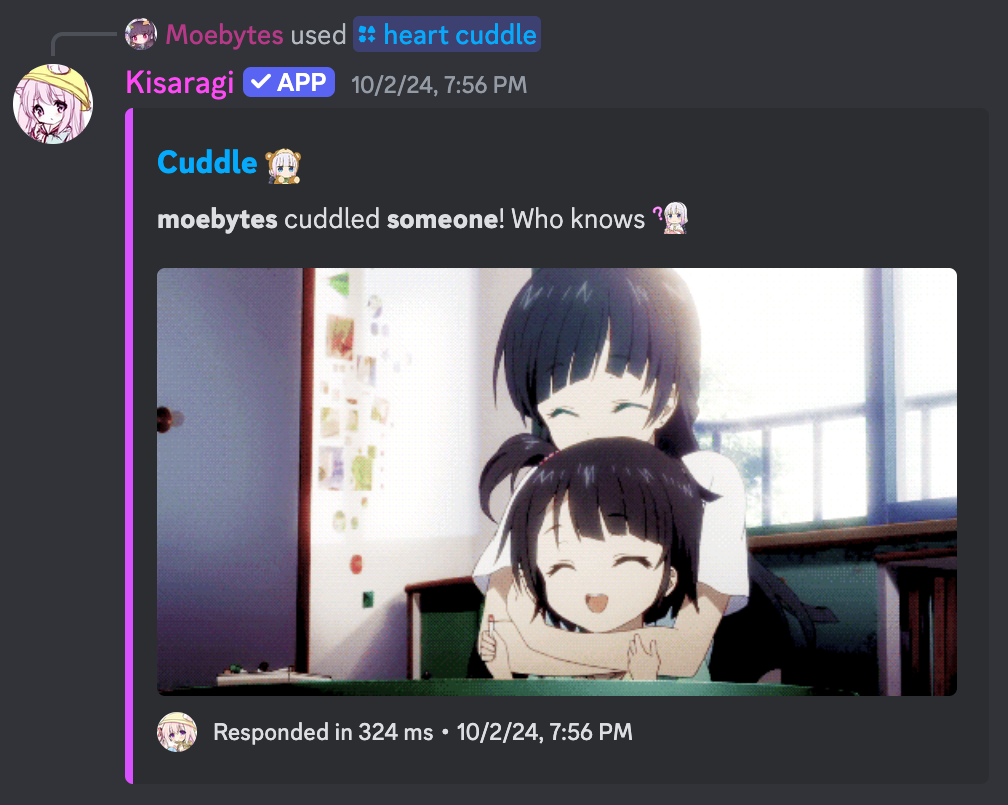 Moebytes used heart cuddle
Kisaragi APP 10/2/24, 7:56 PM
Cuddle
moebytes cuddled someone! Who knows ?
Responded in 324 ms • 10/2/24, 7:56 PM